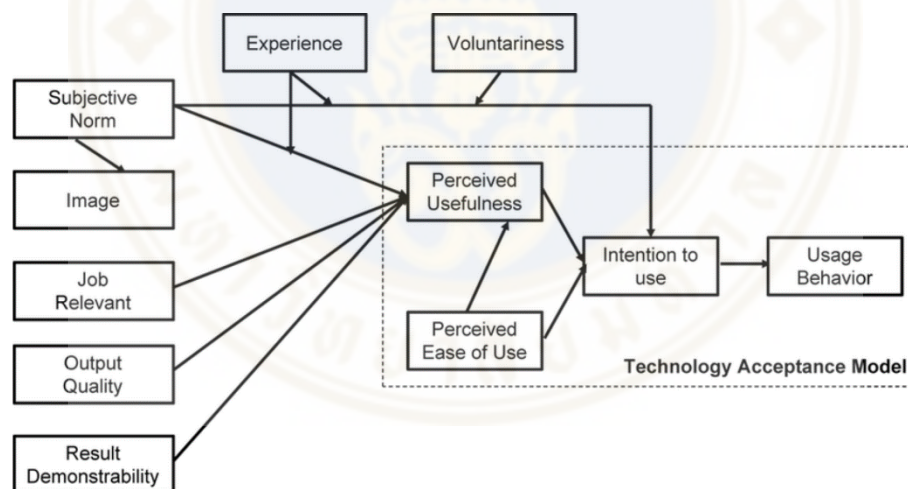 Experience
Voluntariness
Subjective
Norm
Image
Perceived
Usefulness
Job
Relevant
Intention to
use
Usage
Behavior
Perceived
Ease of Use
Output
Quality
Technology Acceptance Model
Result
Demonstrability